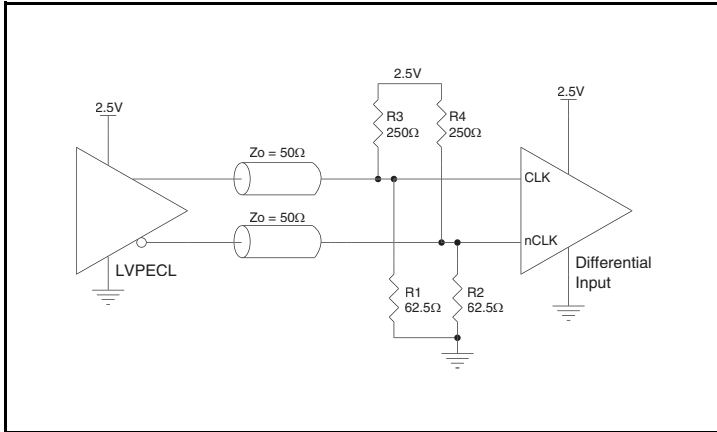 2.5V
2.5V
2.5V
R3
250Ω
R4
250Ω
Zo = 50Ω
CLK
Zo = 50Ω
nCLK
LVPECL
Differential
Input
R1
62.5Ω
R2
62.5Ω